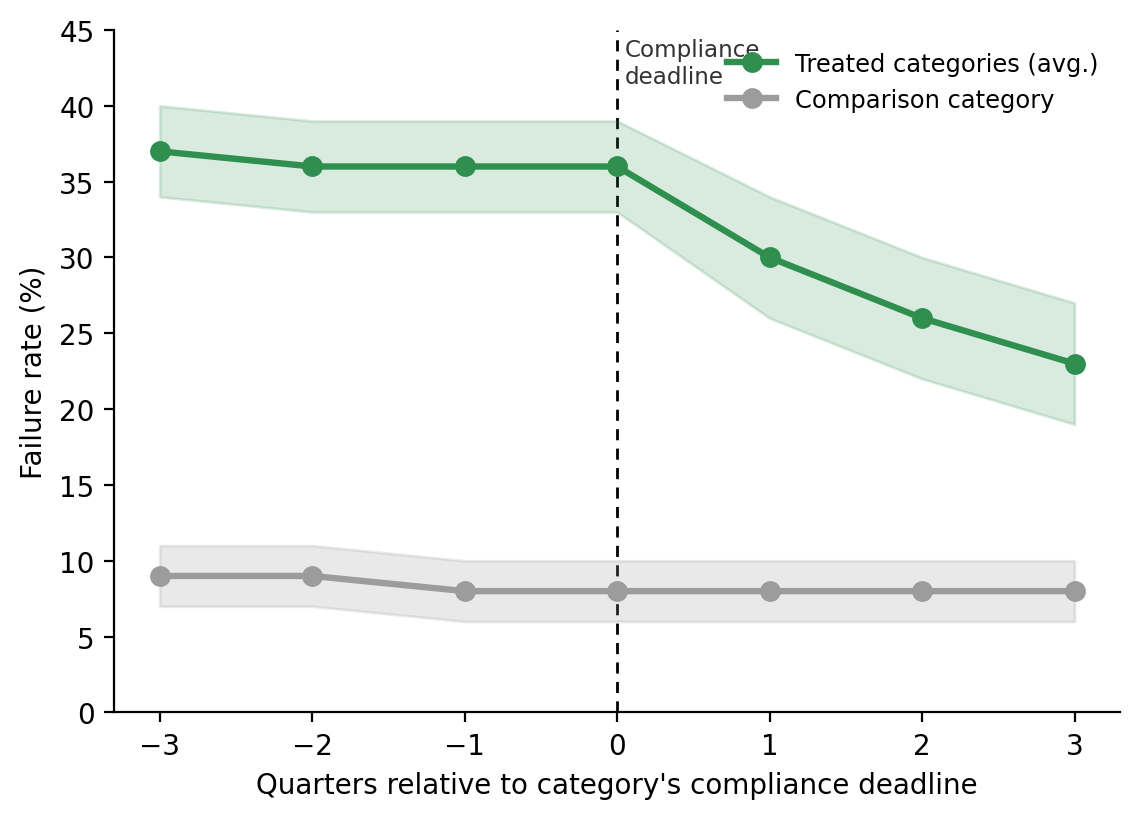 45
40
35
30
25
20
15
10
5
0
Failure rate (%)
Compliance
deadline
Treated categories (avg.)
Comparison category
−3
−2
−1
0
1
2
3
Quarters relative to category's compliance deadline